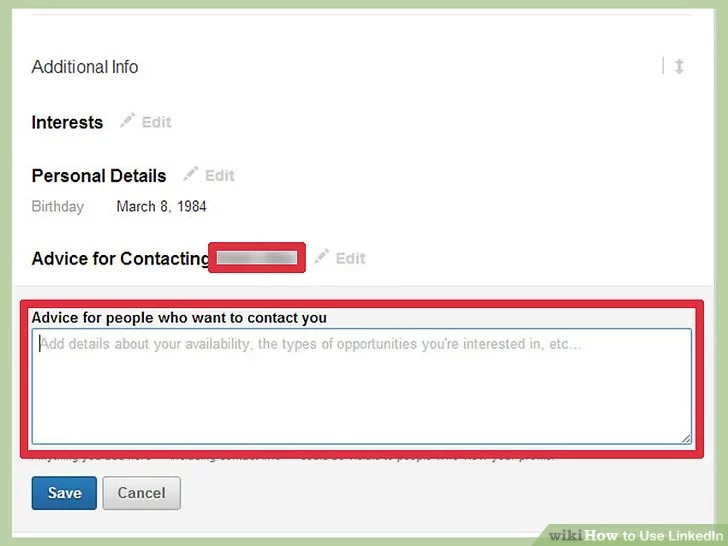 Additional Info
Interests Edit
Personal Details Edit
Birthday March 8, 1984
Advice for Contacting Edit
Advice for people who want to contact you
Add details about your availability, the types of opportunities you're interested in, etc...
Save Cancel
wikiHow to Use LinkedIn